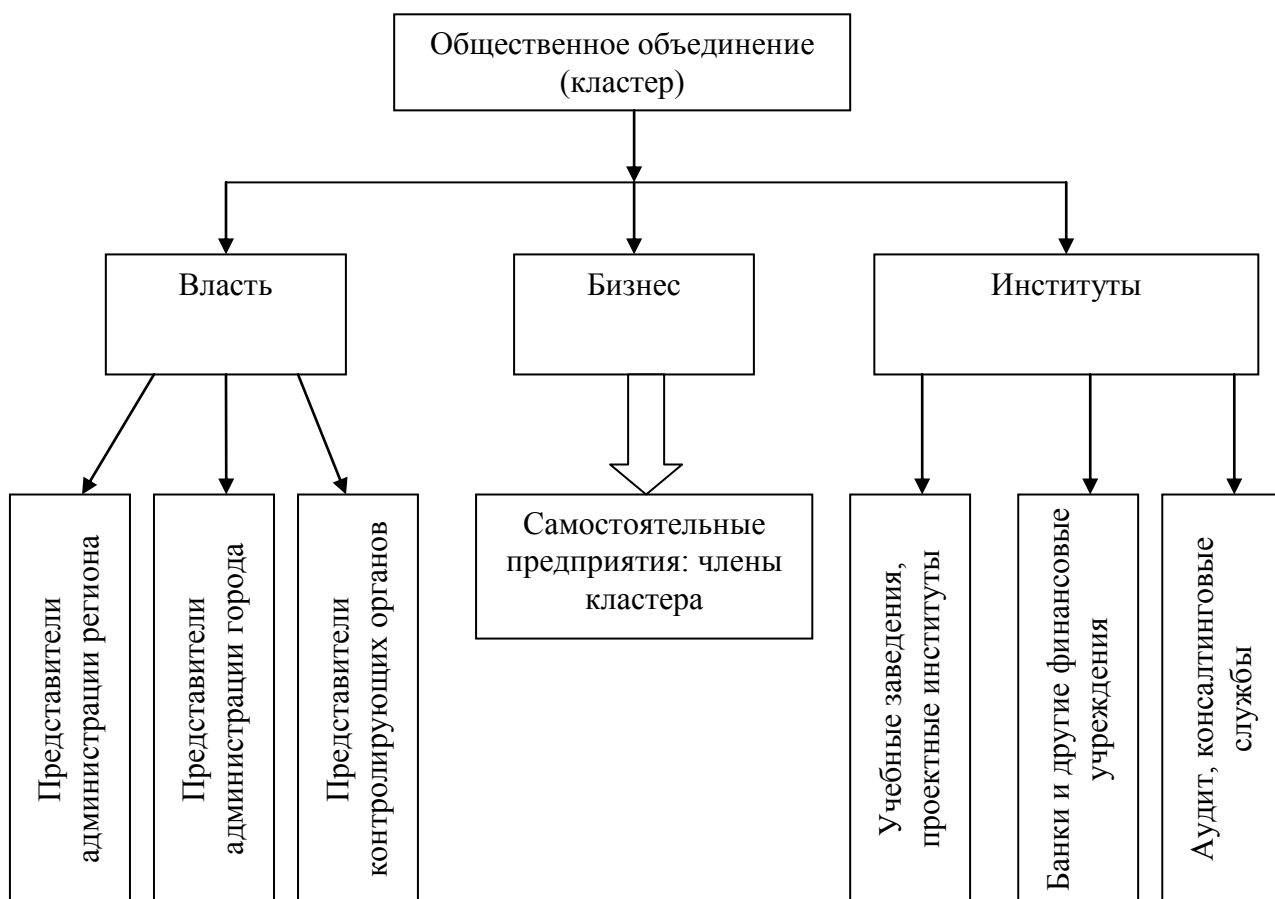 Общественное объединение
(кластер)
Власть
Бизнес
Институты
Представители
администрации региона
Представители
администрации города
Представители
контролирующих органов
Самостоятельные
предприятия: члены
кластера
Учебные заведения,
проектные институты
Банки и другие финансовые
учреждения
Аудит, консалтинговые
службы